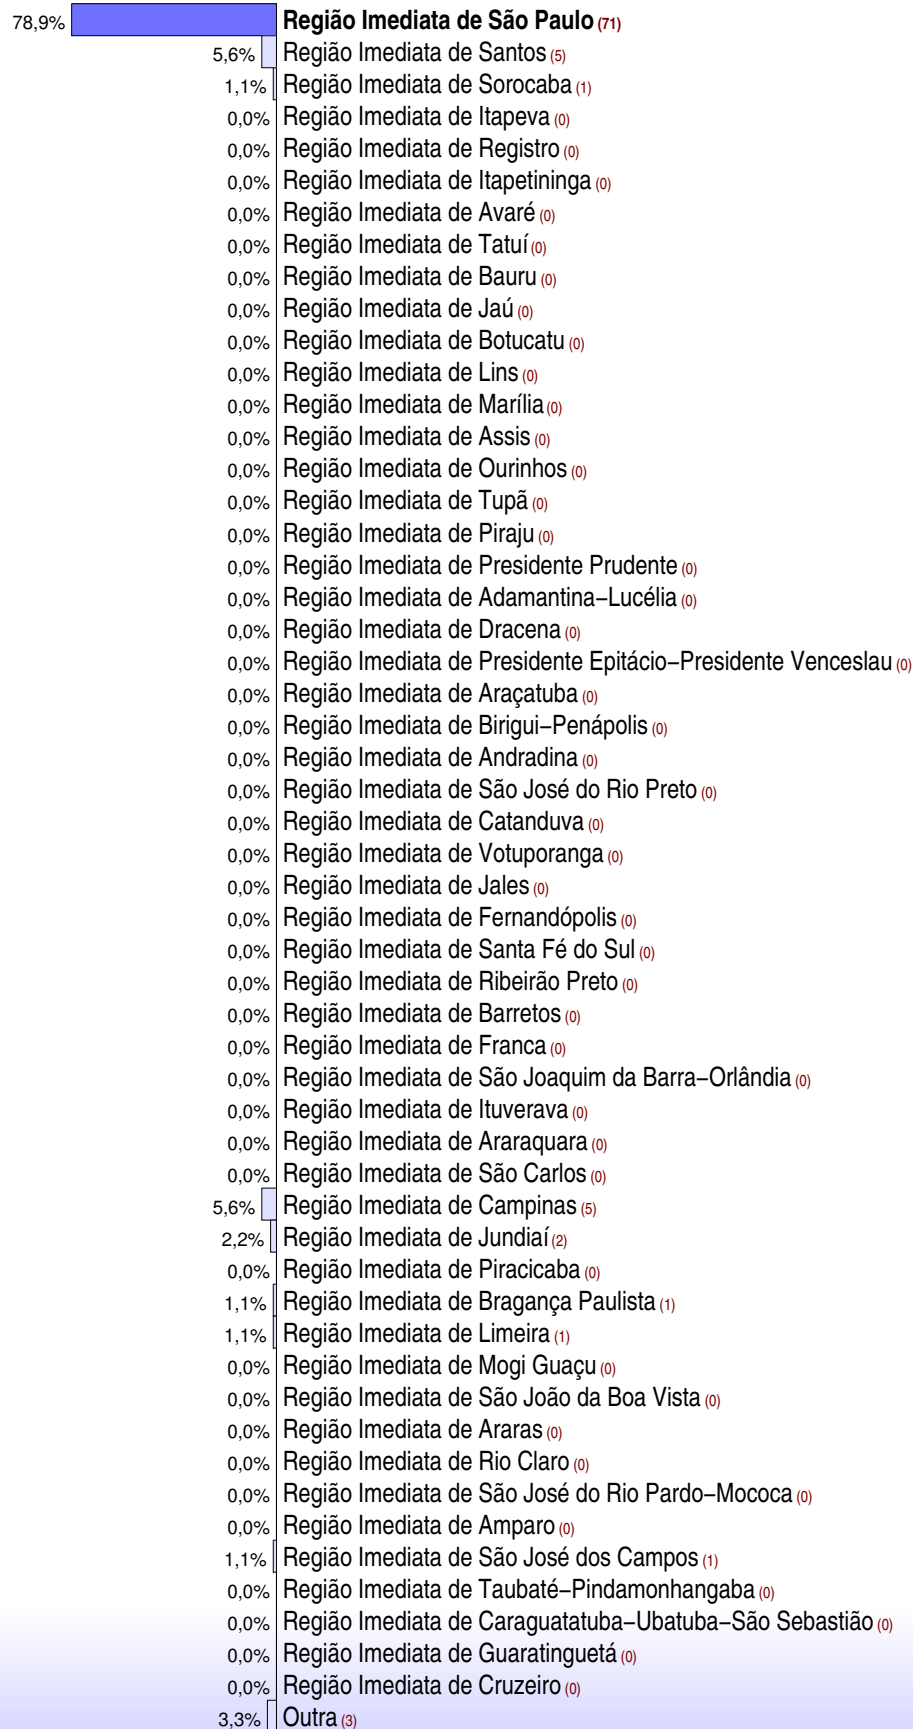 78,9% Região Imediata de São Paulo (71)
5,6% Região Imediata de Santos (5)
1,1% Região Imediata de Sorocaba (1)
0,0% Região Imediata de Itapeva (0)
0,0% Região Imediata de Registro (0)
0,0% Região Imediata de Itapetininga (0)
0,0% Região Imediata de Avaré (0)
0,0% Região Imediata de Tatuí (0)
0,0% Região Imediata de Bauru (0)
0,0% Região Imediata de Jaú (0)
0,0% Região Imediata de Botucatu (0)
0,0% Região Imediata de Lins (0)
0,0% Região Imediata de Marília (0)
0,0% Região Imediata de Assis (0)
0,0% Região Imediata de Ourinhos (0)
0,0% Região Imediata de Tupã (0)
0,0% Região Imediata de Piraju (0)
0,0% Região Imediata de Presidente Prudente (0)
0,0% Região Imediata de Adamantina–Lucélia (0)
0,0% Região Imediata de Dracena (0)
0,0% Região Imediata de Presidente Epitácio–Presidente Venceslau (0)
0,0% Região Imediata de Araçatuba (0)
0,0% Região Imediata de Birigui–Penápolis (0)
0,0% Região Imediata de Andradina (0)
0,0% Região Imediata de São José do Rio Preto (0)
0,0% Região Imediata de Catanduva (0)
0,0% Região Imediata de Votuporanga (0)
0,0% Região Imediata de Jales (0)
0,0% Região Imediata de Fernandópolis (0)
0,0% Região Imediata de Santa Fé do Sul (0)
0,0% Região Imediata de Ribeirão Preto (0)
0,0% Região Imediata de Barretos (0)
0,0% Região Imediata de Franca (0)
0,0% Região Imediata de São Joaquim da Barra–Orlândia (0)
0,0% Região Imediata de Ituverava (0)
0,0% Região Imediata de Araraquara (0)
0,0% Região Imediata de São Carlos (0)
5,6% Região Imediata de Campinas (5)
2,2% Região Imediata de Jundiaí (2)
0,0% Região Imediata de Piracicaba (0)
1,1% Região Imediata de Bragança Paulista (1)
1,1% Região Imediata de Limeira (1)
0,0% Região Imediata de Mogi Guaçu (0)
0,0% Região Imediata de São João da Boa Vista (0)
0,0% Região Imediata de Araras (0)
0,0% Região Imediata de Rio Claro (0)
0,0% Região Imediata de São José do Rio Pardo–Mococa (0)
0,0% Região Imediata de Amparo (0)
1,1% Região Imediata de São José dos Campos (1)
0,0% Região Imediata de Taubaté–Pindamonhangaba (0)
0,0% Região Imediata de Caraguatatuba–Ubatuba–São Sebastião (0)
0,0% Região Imediata de Guaratinguetá (0)
0,0% Região Imediata de Cruzeiro (0)
3,3% Outra (3)